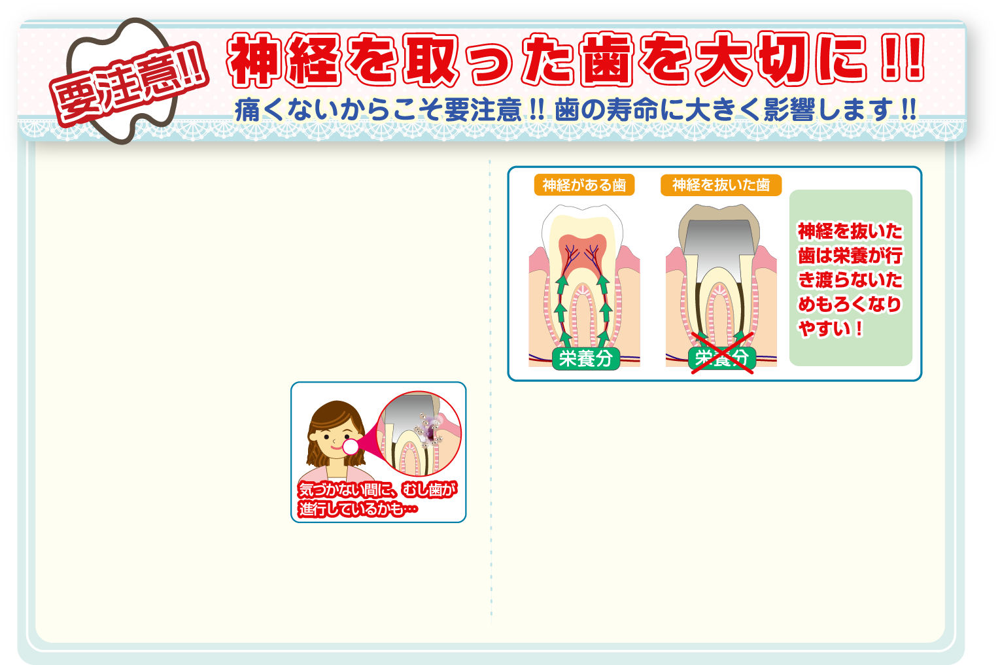 要注意!!
神経を取った歯を大切に!!
痛くないからこそ要注意!!歯の寿命に大きく影響します!!
神経がある歯
神経を抜いた歯
栄養分
栄養分
神経を抜いた
歯は栄養が行
き渡らないた
めもろくなり
やすい!
気づかない間に、むし歯が
進行しているかも…